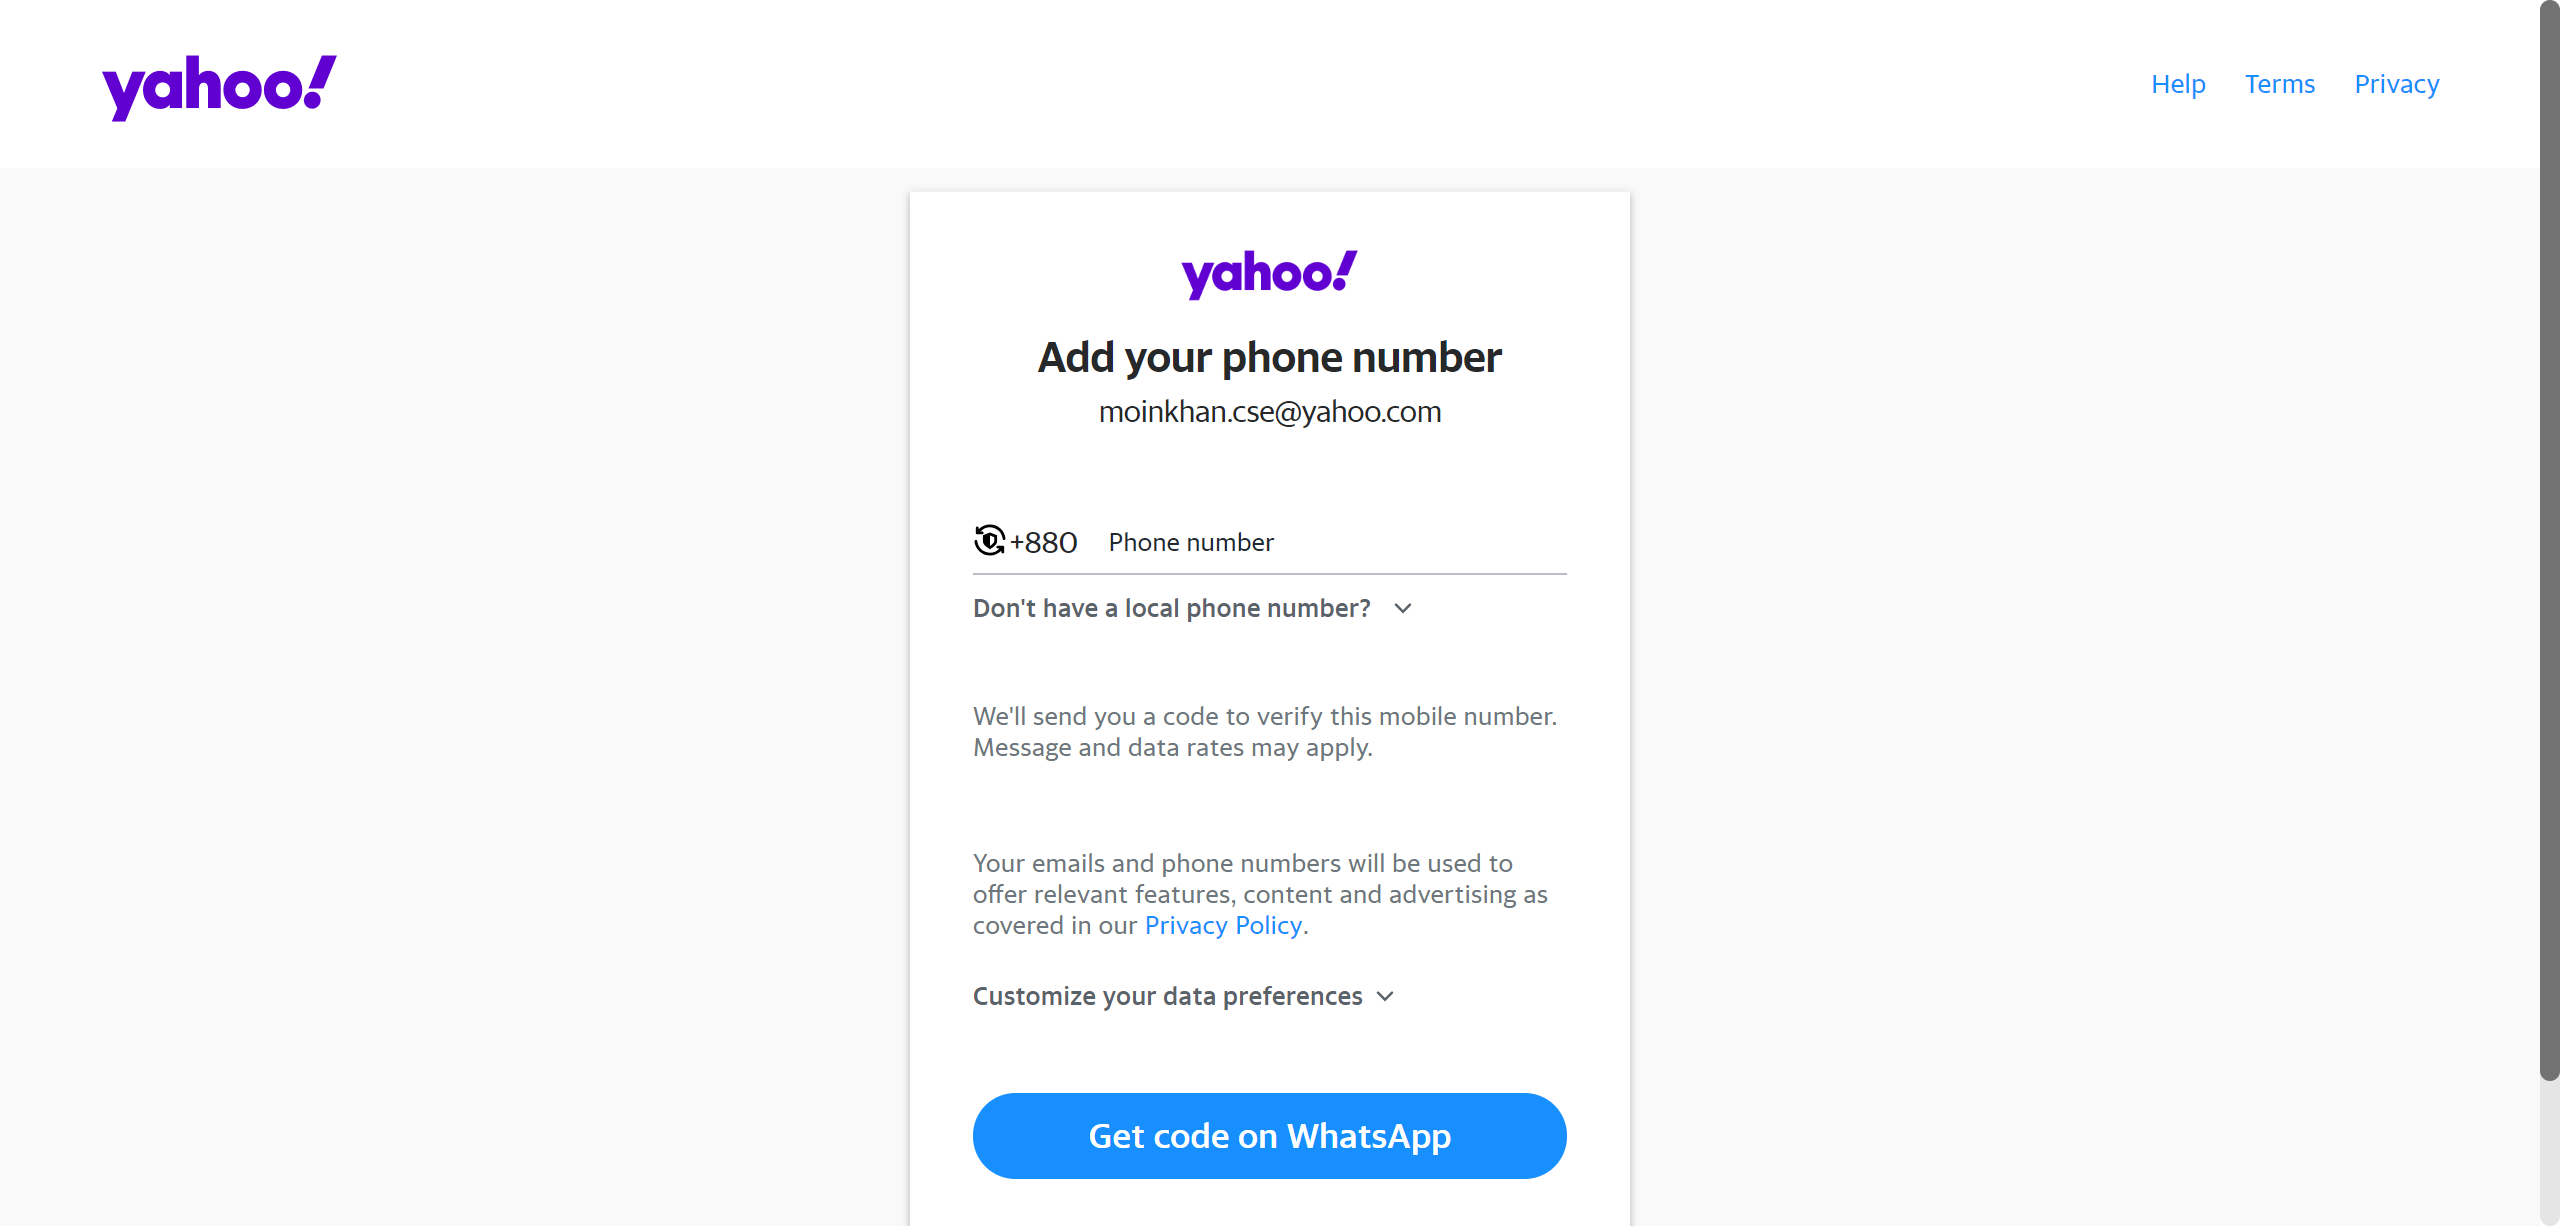 yahoo!
Help Terms Privacy
yahoo!
Add your phone number
moinkhan.cse@yahoo.com
+880 Phone number
Don't have a local phone number?
We'll send you a code to verify this mobile number.
Message and data rates may apply.
Your emails and phone numbers will be used to
offer relevant features, content and advertising as
covered in our Privacy Policy.
Customize your data preferences
Get code on WhatsApp